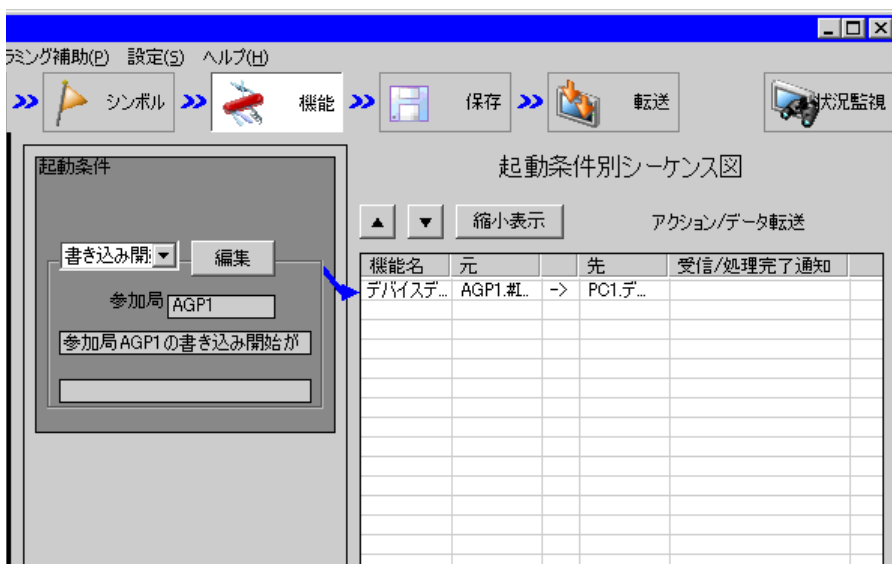 ラミング補助(P) 設定(S) ヘルプ(H)
シンボル 機能 保存 転送 状況監視
起動条件
書き込み開 編集
参加局 AGP1
参加局AGP1の書き込み開始が
起動条件別シーケンス図
縮小表示 アクション/データ転送
機能名 元 先 受信/処理完了通知
デバイスデ... AGP1.#I... -> PC1.デ...